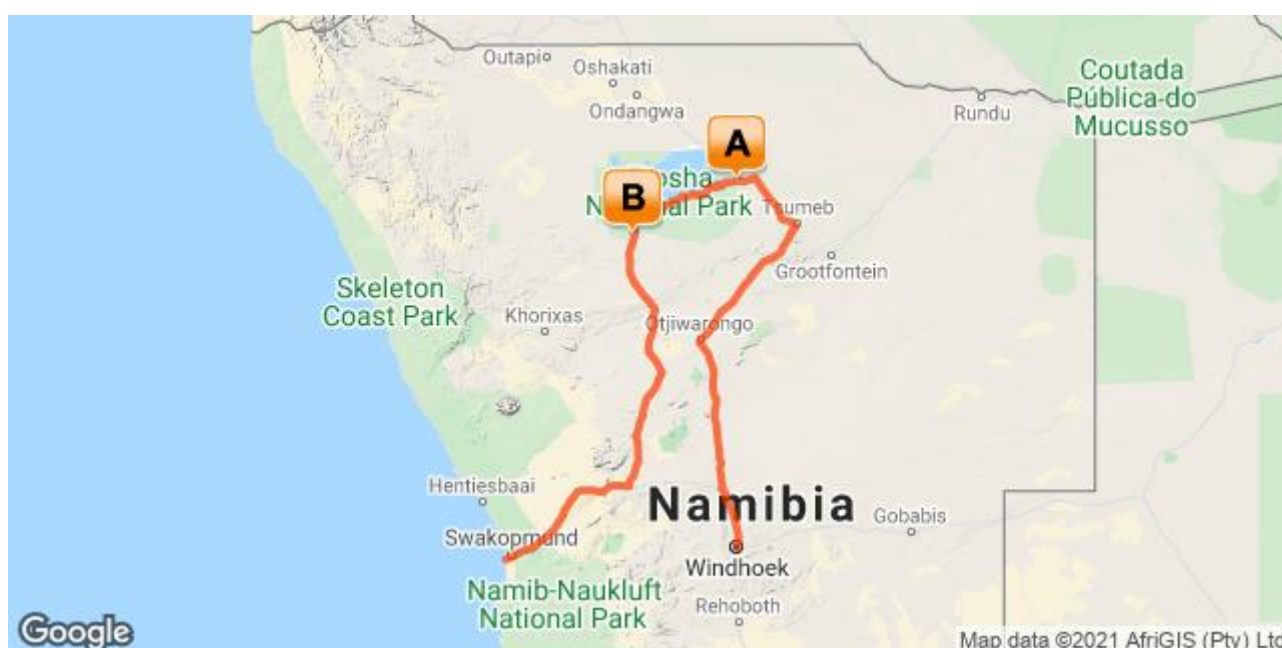 Outapi
Oshakati
Ondangwa
Rundu
Coutada
Pública do
Mucusso
A
B
Tsumeb
Grootfontein
Skeleton
Coast Park
Khorixas
Otjiwarongo
Hentiesbaai
Swakopmund
Namibia
Gobabis
Windhoek
Namib-Naukluft
National Park
Rehoboth
Google
Map data ©2021 AfriGIS (Pty) Ltd